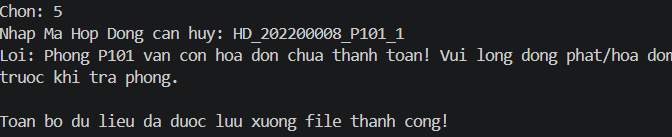 Chon: 5
Nhap Ma Hop Dong can huy: HD_202200008_P101_1
Loi: Phong P101 van con hoa don chua thanh toan! Vui long dong phat/hoa don
truoc khi tra phong.
Toan bo du lieu da duoc luu xuong file thanh cong!